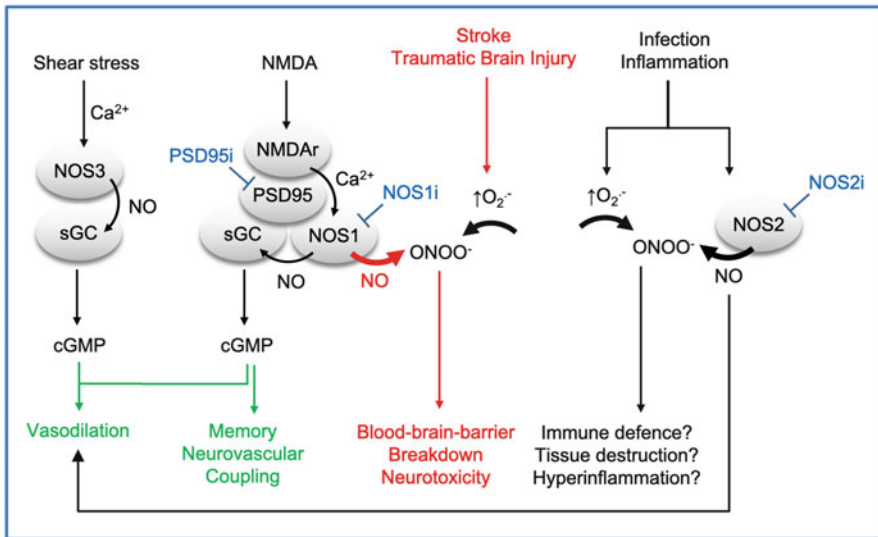 Shear stress
Ca²⁺
NOS3
NO
sGC
cGMP
Vasodilation
NMDA
NMDAr
PSD95i
PSD95
Ca²⁺
NOS1i
sGC
NOS1
NO
NO
cGMP
Memory
Neurovascular
Coupling
Stroke
Traumatic Brain Injury
↑O₂·⁻
ONOO⁻
Blood-brain-barrier
Breakdown
Neurotoxicity
Infection
Inflammation
↑O₂·⁻
NOS2i
NOS2
ONOO⁻
NO
Immune defence?
Tissue destruction?
Hyperinflammation?